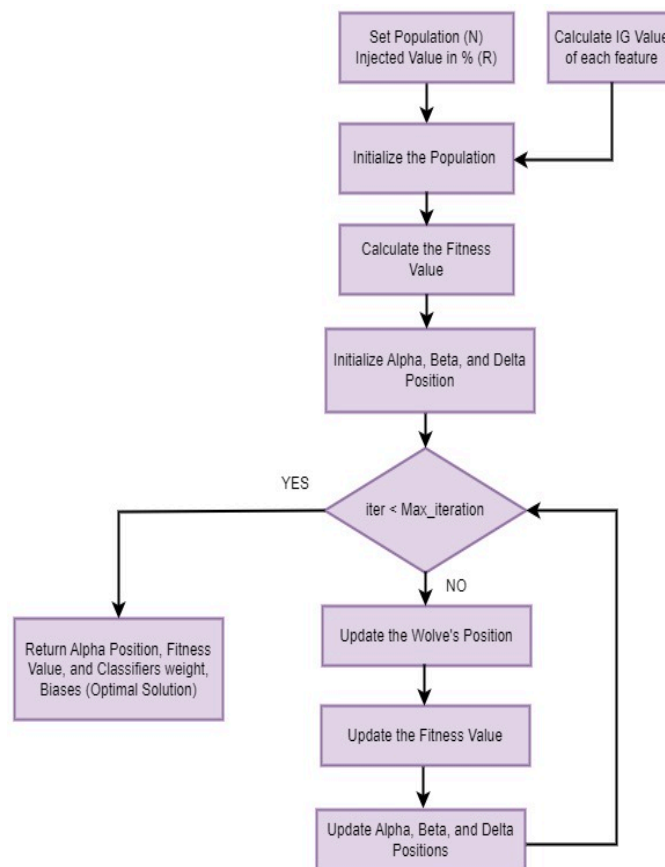 Set Population (N)
Injected Value in % (R)
Calculate IG Value
of each feature
Initialize the Population
Calculate the Fitness
Value
Initialize Alpha, Beta, and Delta
Position
YES
iter < Max_iteration
NO
Return Alpha Position, Fitness
Value, and Classifiers weight,
Biases (Optimal Solution)
Update the Wolve's Position
Update the Fitness Value
Update Alpha, Beta, and Delta
Positions